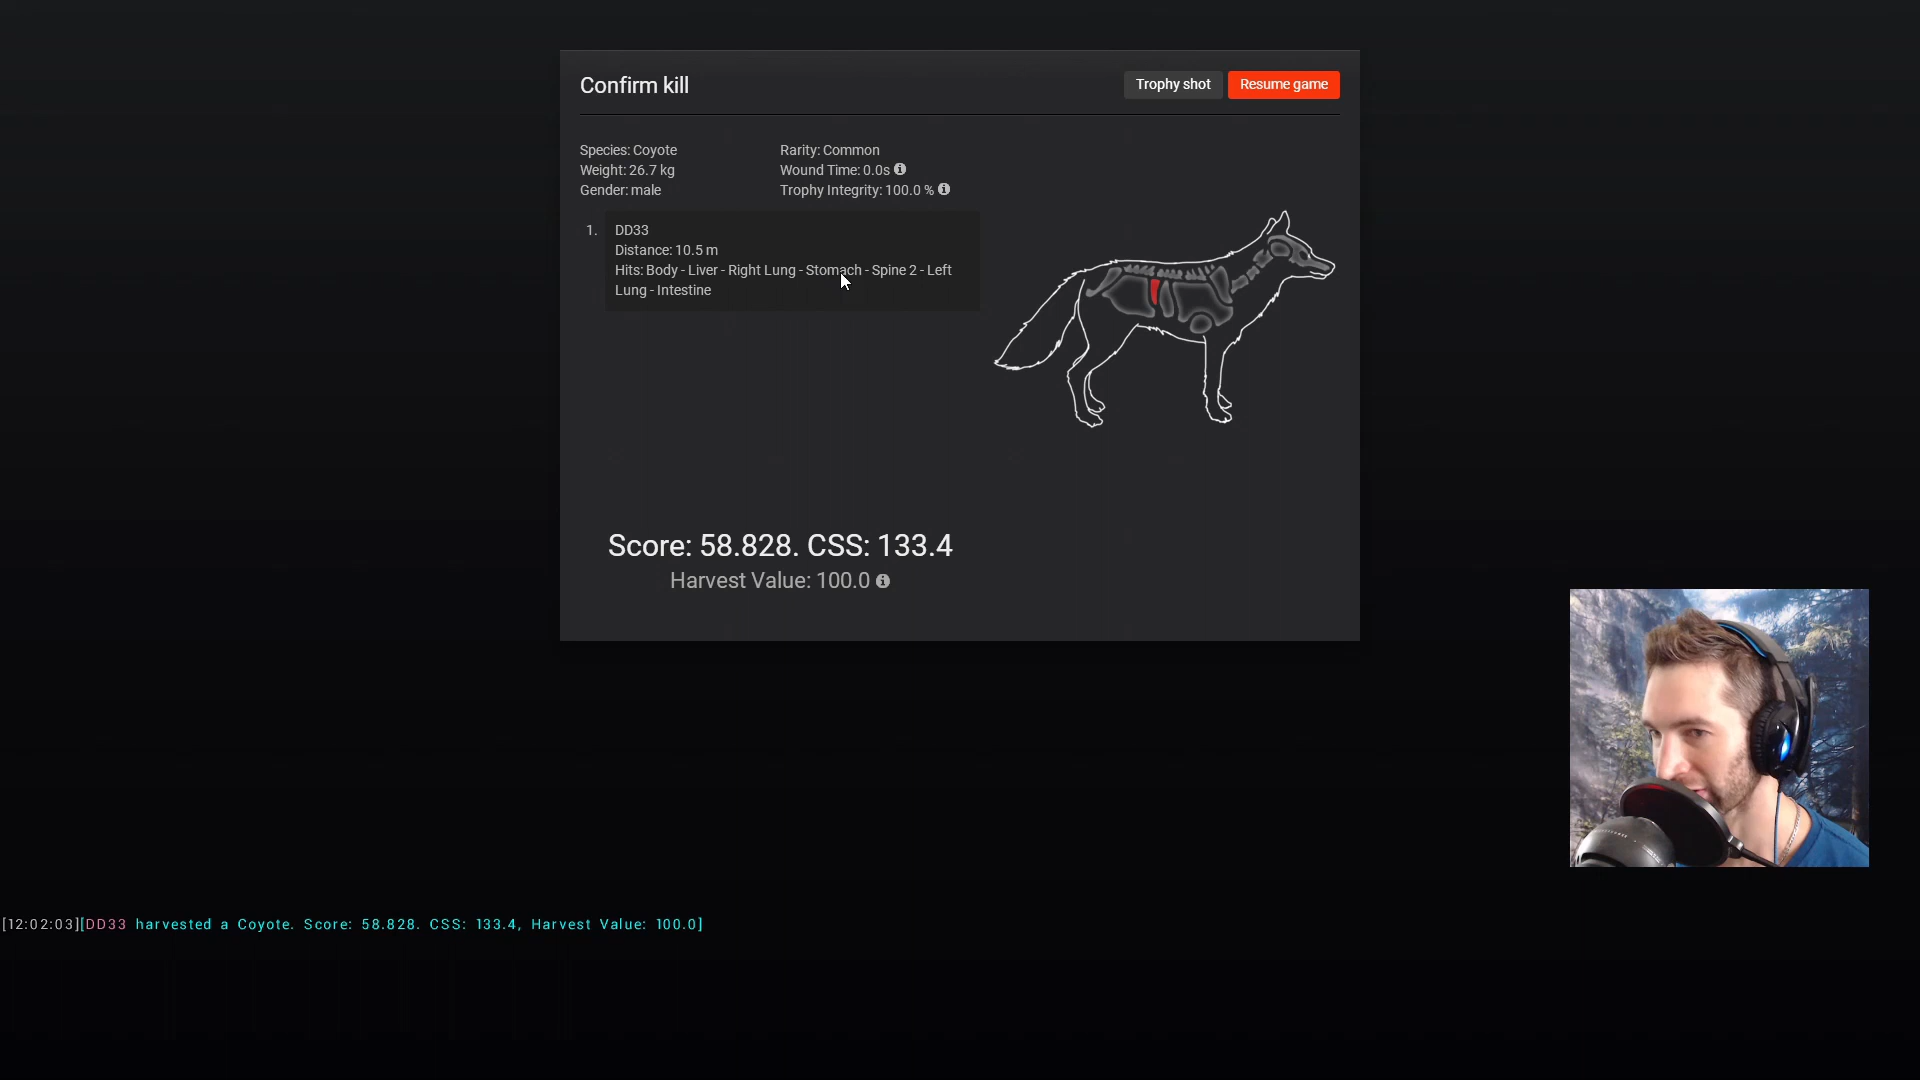 Confirm kill
Trophy shot
Resume game
Species: Coyote
Rarity: Common
Weight: 26.7 kg
Wound Time: 0.0s
Gender: male
Trophy Integrity: 100.0 %
1.
DD33
Distance: 10.5 m
Hits: Body - Liver - Right Lung - Stomach - Spine 2 - Left
Lung - Intestine
Score: 58.828. CSS: 133.4
Harvest Value: 100.0
[12:02:03][DD33 harvested a Coyote. Score: 58.828. CSS: 133.4, Harvest Value: 100.0]